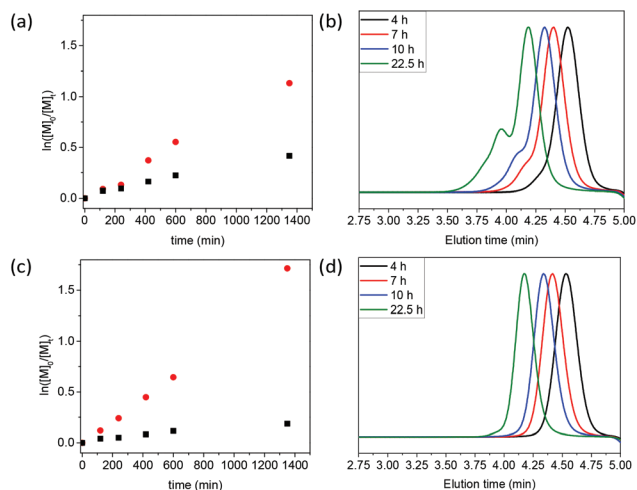 (a)
ln([M]0/[M]t)
1.5
1.0
0.5
0.0
0 200 400 600 800 1000 1200 1400
time (min)
(b)
4 h
7 h
10 h
22.5 h
2.75 3.00 3.25 3.50 3.75 4.00 4.25 4.50 4.75 5.00
Elution time (min)
(c)
ln([M]0/[M]t)
1.5
1.0
0.5
0.0
0 200 400 600 800 1000 1200 1400
time (min)
(d)
4 h
7 h
10 h
22.5 h
2.75 3.00 3.25 3.50 3.75 4.00 4.25 4.50 4.75 5.00
Elution time (min)